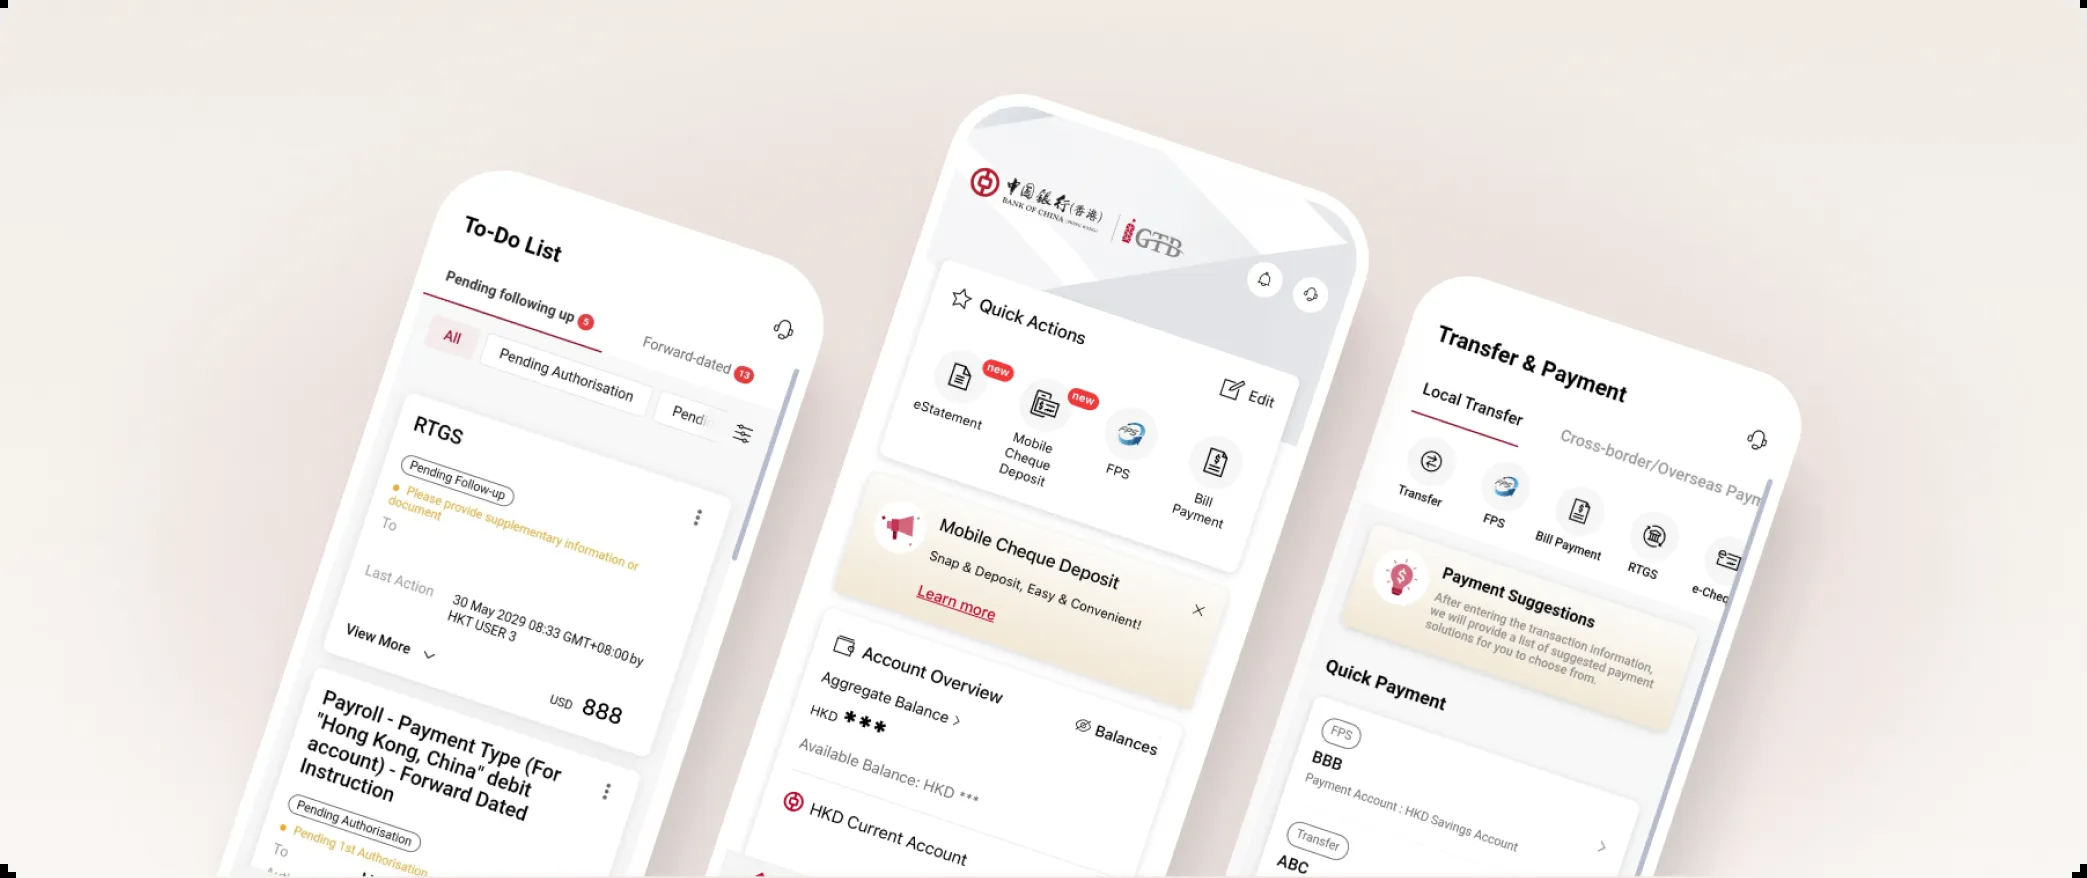 To-Do List
Pending following up 5
Forward-dated 13
All
Pending Authorisation
Pendi
RTGS
Pending Follow-up
Please provide supplementary information or
document
To
Last Action
30 May 2029 08:33 GMT+08:00 by
HKT USER 3
View More
USD 888
Payroll - Payment Type (For
"Hong Kong, China" debit
account) - Forward Dated
Instruction
Pending Authorisation
Pending 1st Authorisation
To
中国银行(香港)
BANK OF CHINA (HONG KONG)
iGTB
Quick Actions
Edit
eStatement
new
Mobile
Cheque
Deposit
new
FPS
Bill
Payment
Mobile Cheque Deposit
Snap & Deposit, Easy & Convenient!
Learn more
Account Overview
Aggregate Balance >
Balances
HKD ***
Available Balance: HKD ***
HKD Current Account
Transfer & Payment
Local Transfer
Cross-border/Overseas Paym
Transfer
FPS
Bill Payment
RTGS
e-Cheq
Payment Suggestions
After entering the transaction information,
we will provide a list of suggested payment
solutions for you to choose from.
Quick Payment
FPS
BBB
Payment Account : HKD Savings Account
Transfer
ABC